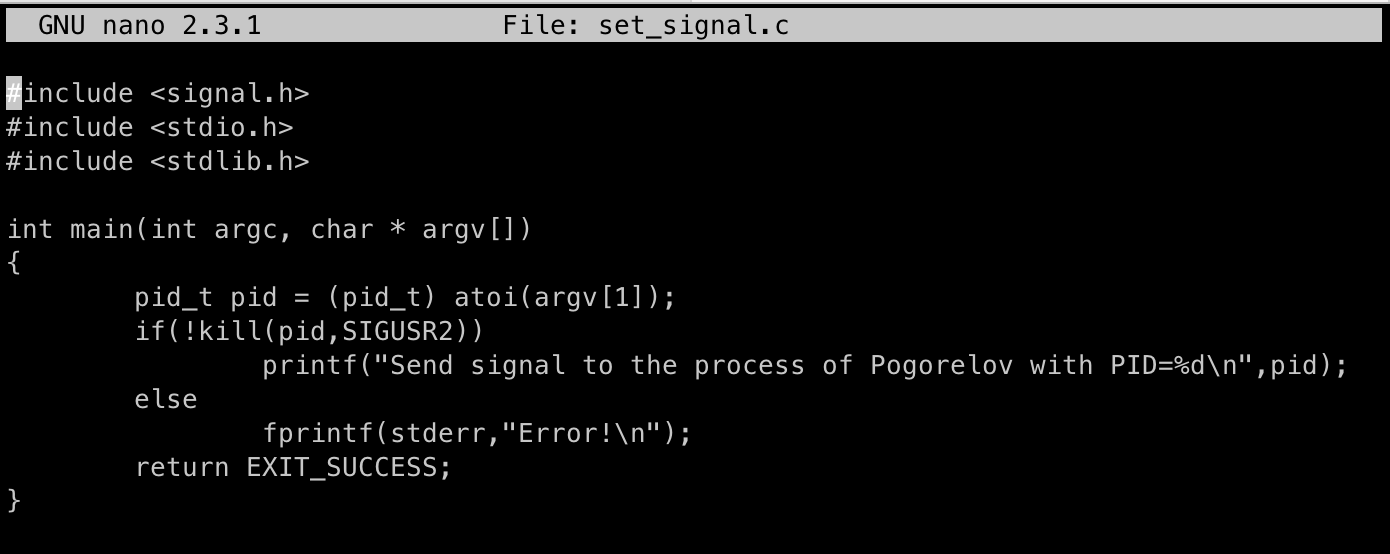 GNU nano 2.3.1 File: set_signal.c
#include <signal.h>
#include <stdio.h>
#include <stdlib.h>
int main(int argc, char * argv[])
{
pid_t pid = (pid_t) atoi(argv[1]);
if(!kill(pid,SIGUSR2))
printf("Send signal to the process of Pogorelov with PID=%d\n",pid);
else
fprintf(stderr,"Error!\n");
return EXIT_SUCCESS;
}